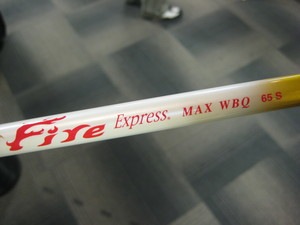 Fire Express. MAX WBQ 65 S